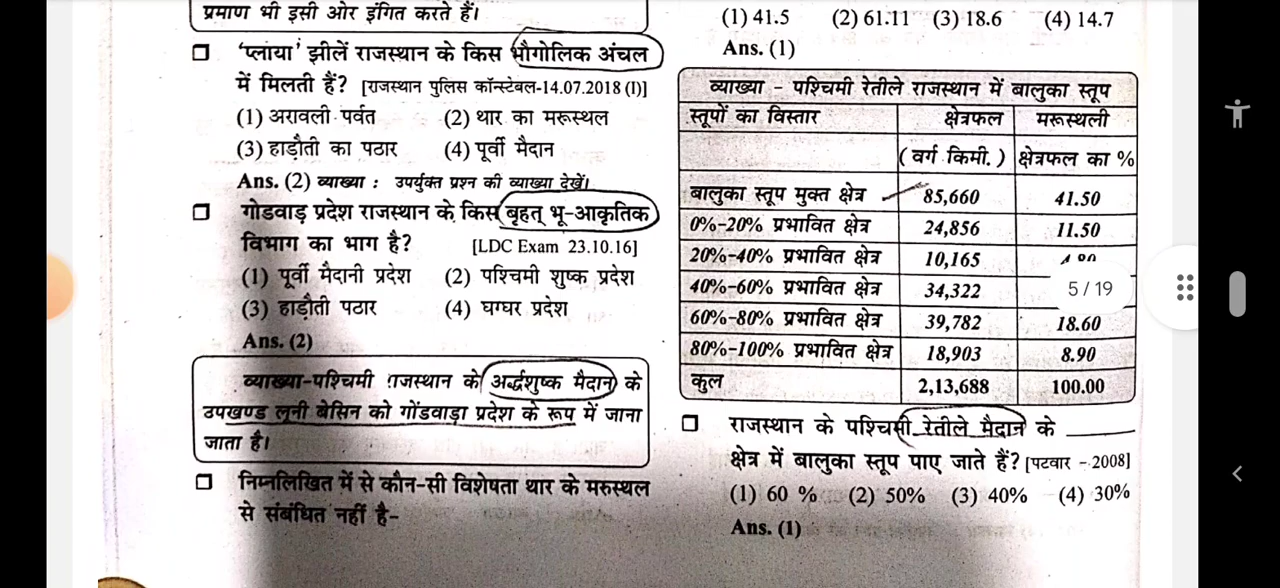 प्रमाण भी इसी ओर इंगित करते हैं।
'प्लाया' झीलें राजस्थान के किस भौगोलिक अंचल
में मिलती हैं? [राजस्थान पुलिस कॉन्स्टेबल-14.07.2018 (I)]
(1) अरावली पर्वत (2) थार का मरूस्थल
(3) हाड़ौती का पठार (4) पूर्वी मैदान
Ans. (2) व्याख्या : उपर्युक्त प्रश्न की व्याख्या देखें।
गोडवाड़ प्रदेश राजस्थान के किस बृहत् भू-आकृतिक
विभाग का भाग है? [LDC Exam 23.10.16]
(1) पूर्वी मैदानी प्रदेश (2) पश्चिमी शुष्क प्रदेश
(3) हाड़ौती पठार (4) घग्घर प्रदेश
Ans. (2)
व्याख्या-पश्चिमी राजस्थान को अर्द्धशुष्क मैदान के
उपखण्ड लूनी बेसिन को गोंडवाड़ा प्रदेश के रूप में जाना
जाता है।
निम्नलिखित में से कौन-सी विशेषता थार के मरुस्थल
से संबंधित नहीं है-
(1) 41.5 (2) 61.11 (3) 18.6 (4) 14.7
Ans. (1)
व्याख्या - पश्चिमी रेतीले राजस्थान में बालुका स्तूप
स्तूपों का विस्तार क्षेत्रफल मरूस्थली
(वर्ग किमी.) क्षेत्रफल का %
बालुका स्तूप मुक्त क्षेत्र 85,660 41.50
0%-20% प्रभावित क्षेत्र 24,856 11.50
20%-40% प्रभावित क्षेत्र 10,165
40%-60% प्रभावित क्षेत्र 34,322
5 / 19
60%-80% प्रभावित क्षेत्र 39,782 18.60
80%-100% प्रभावित क्षेत्र 18,903 8.90
कुल 2,13,688 100.00
राजस्थान के पश्चिमी रेतीले मैदान के ______
क्षेत्र में बालुका स्तूप पाए जाते हैं? [पटवार - 2008]
(1) 60 % (2) 50% (3) 40% (4) 30%
Ans. (1)